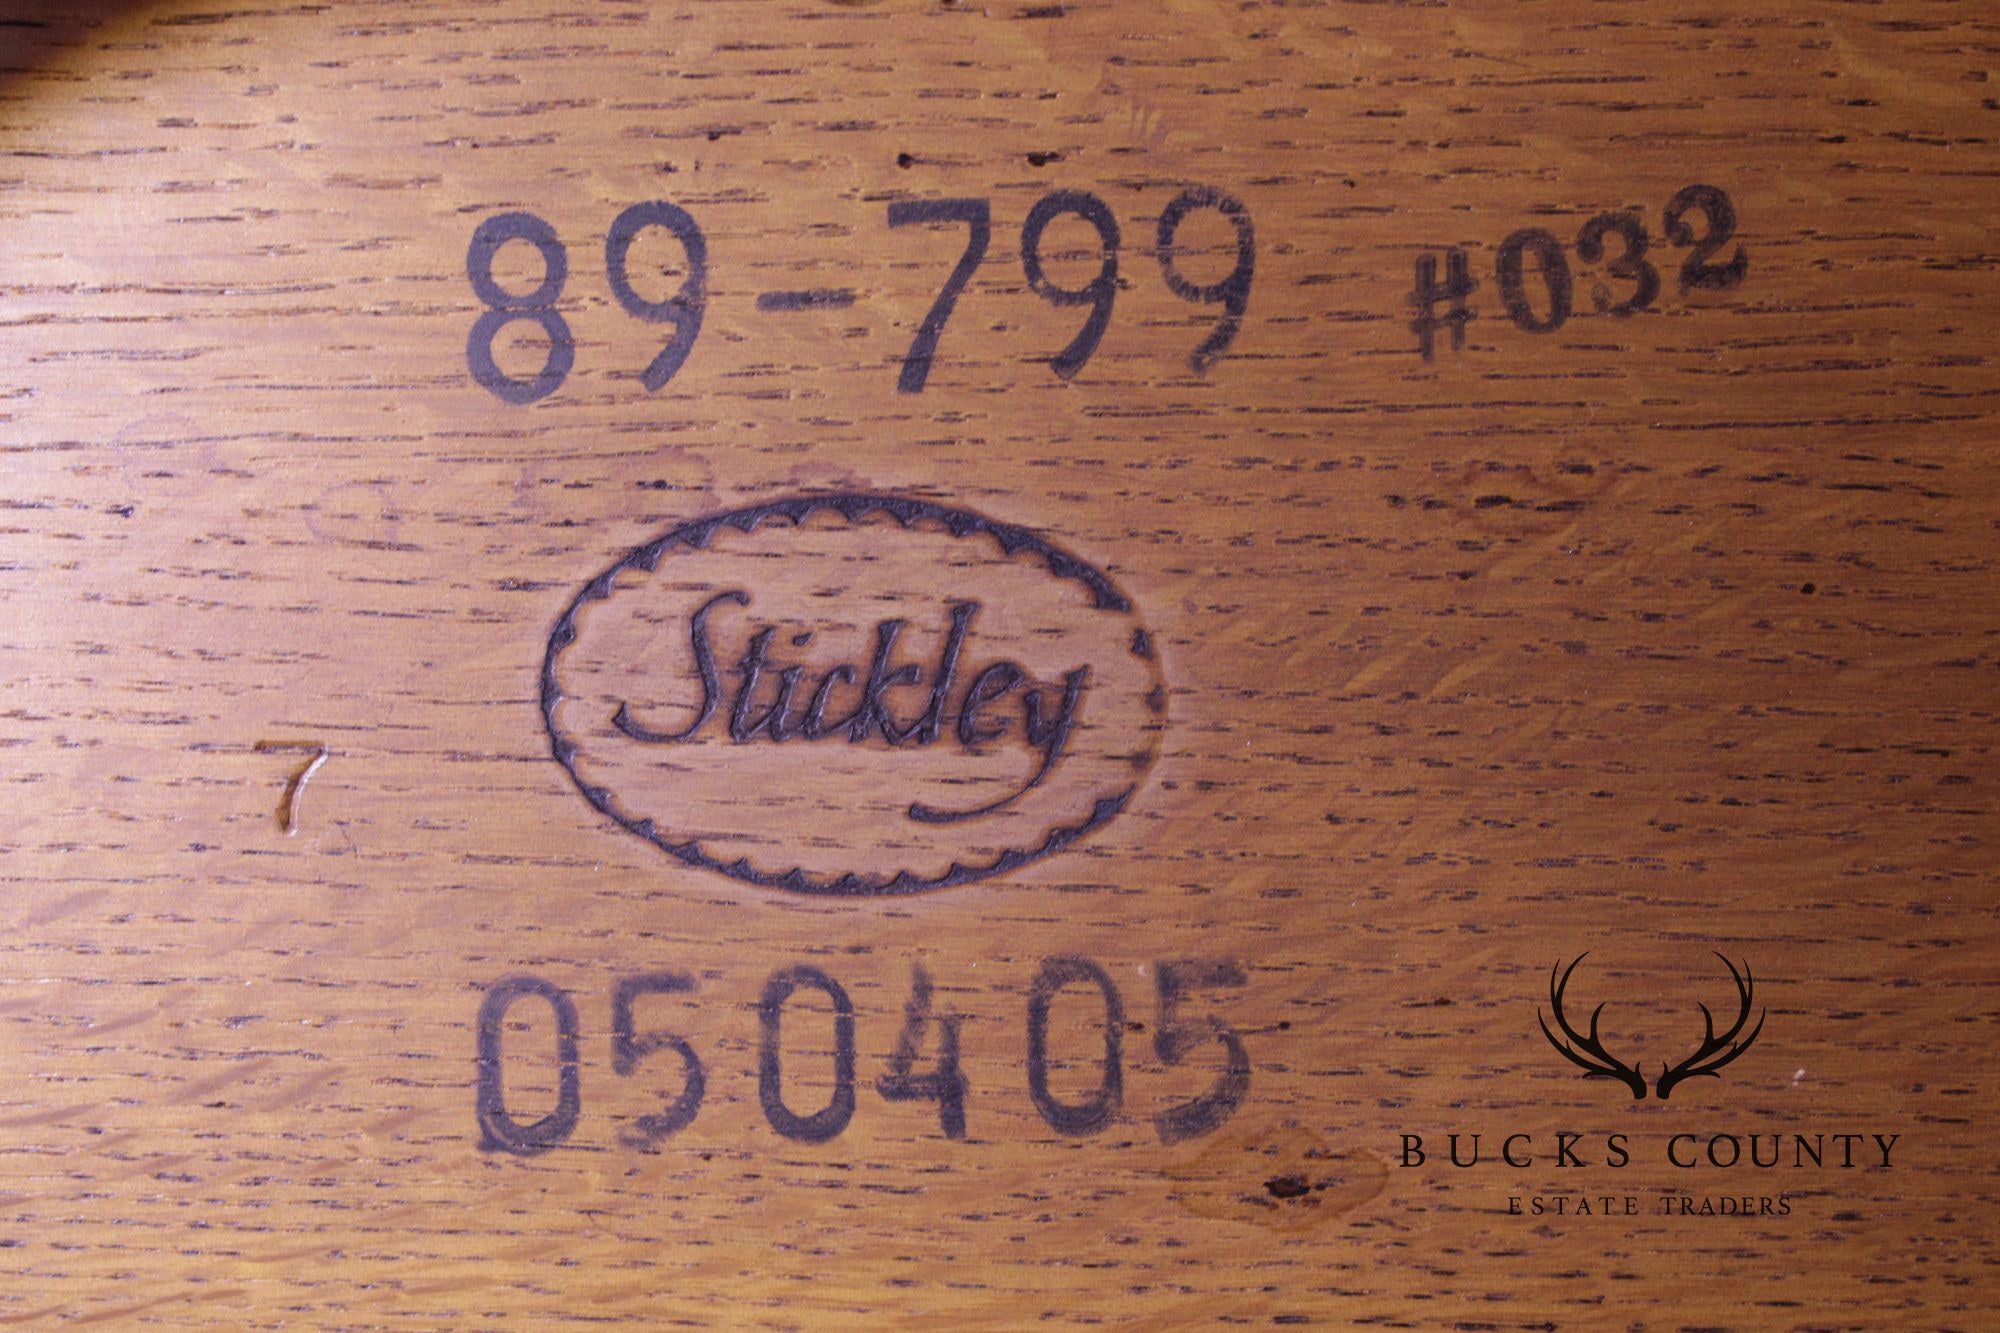 89-799 #032
Stickley
7
050405
BUCKS COUNTY
ESTATE TRADERS